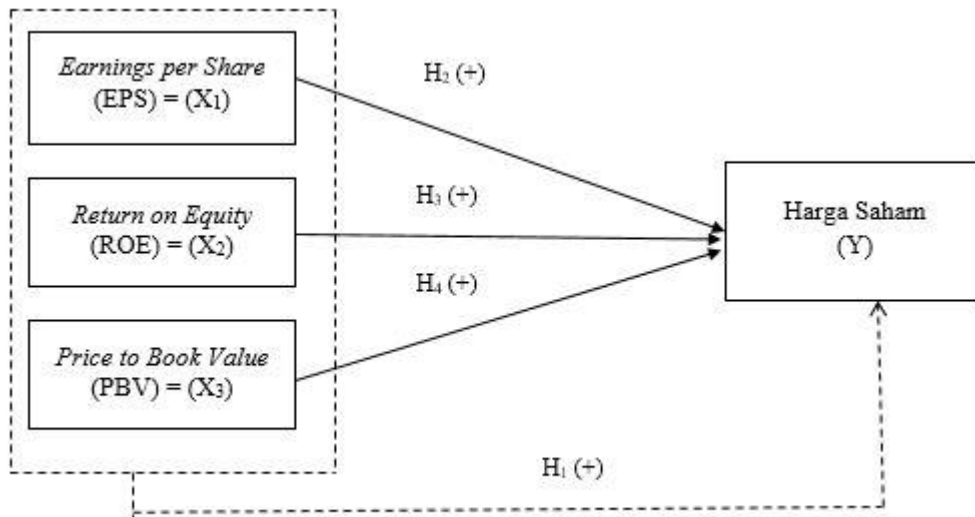 Earnings per Share
(EPS) = (X1)
H2 (+)
Return on Equity
(ROE) = (X2)
H3 (+)
Harga Saham
(Y)
H4 (+)
Price to Book Value
(PBV) = (X3)
H1 (+)